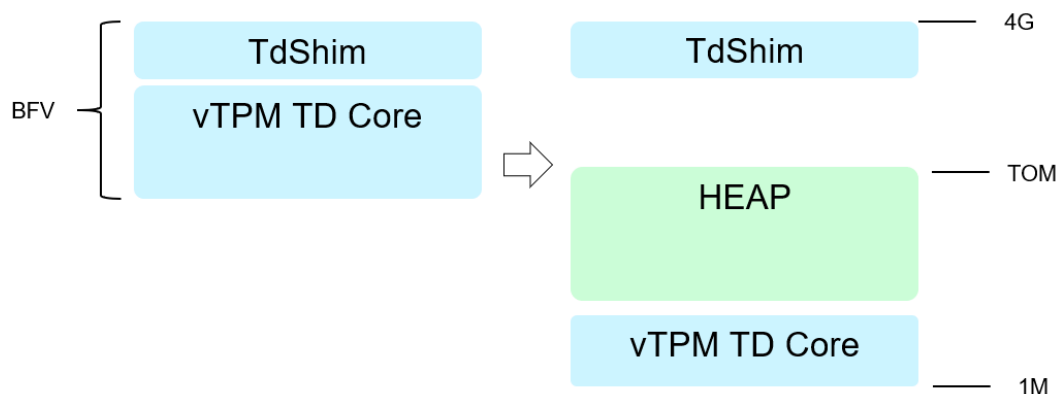 TdShim
BFV
vTPM TD Core
TdShim
4G
TOM
HEAP
vTPM TD Core
1M